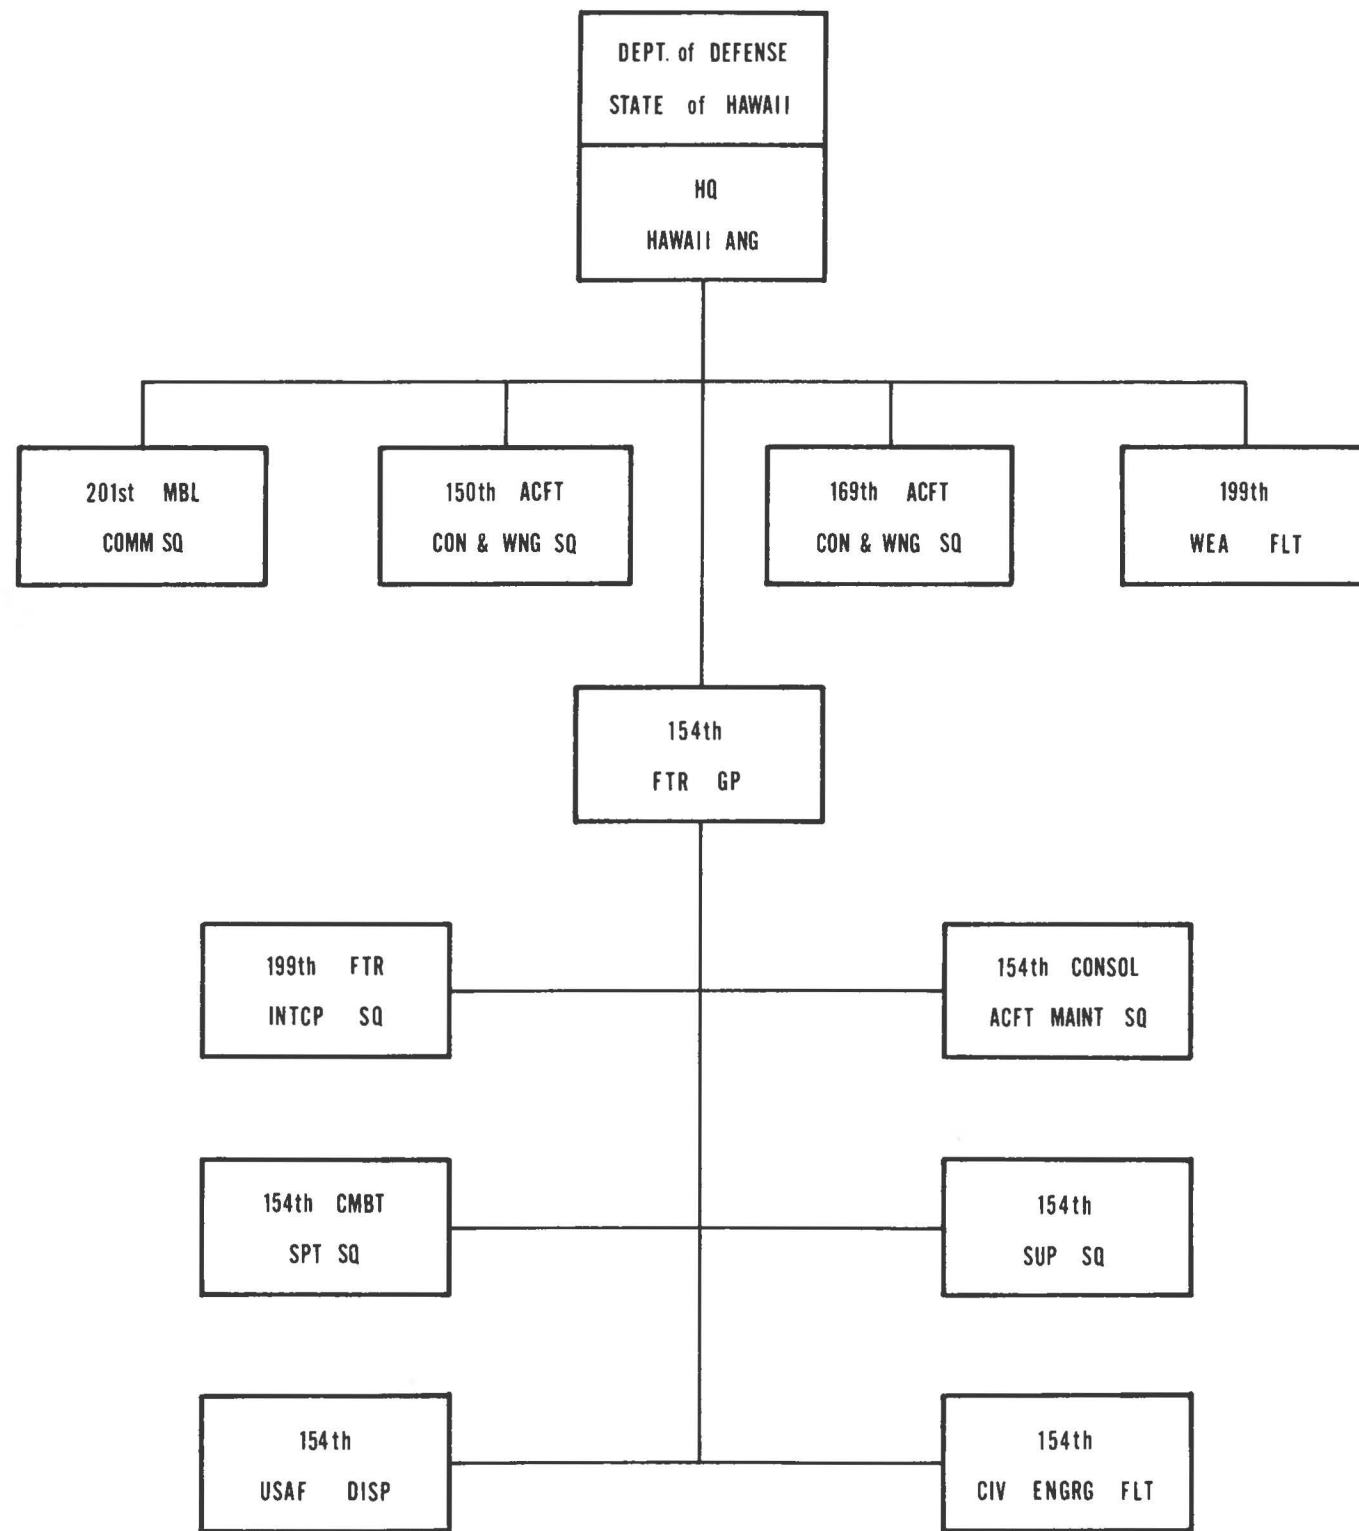 DEPT. of DEFENSE
STATE of HAWAII
HQ
HAWAII ANG
201st MBL
COMM SQ
150th ACFT
CON & WNG SQ
169th ACFT
CON & WNG SQ
199th
WEA FLT
154th
FTR GP
199th FTR
INTCP SQ
154th CONSOL
ACFT MAINT SQ
154th CMBT
SPT SQ
154th
SUP SQ
154th
USAF DISP
154th
CIV ENGRG FLT